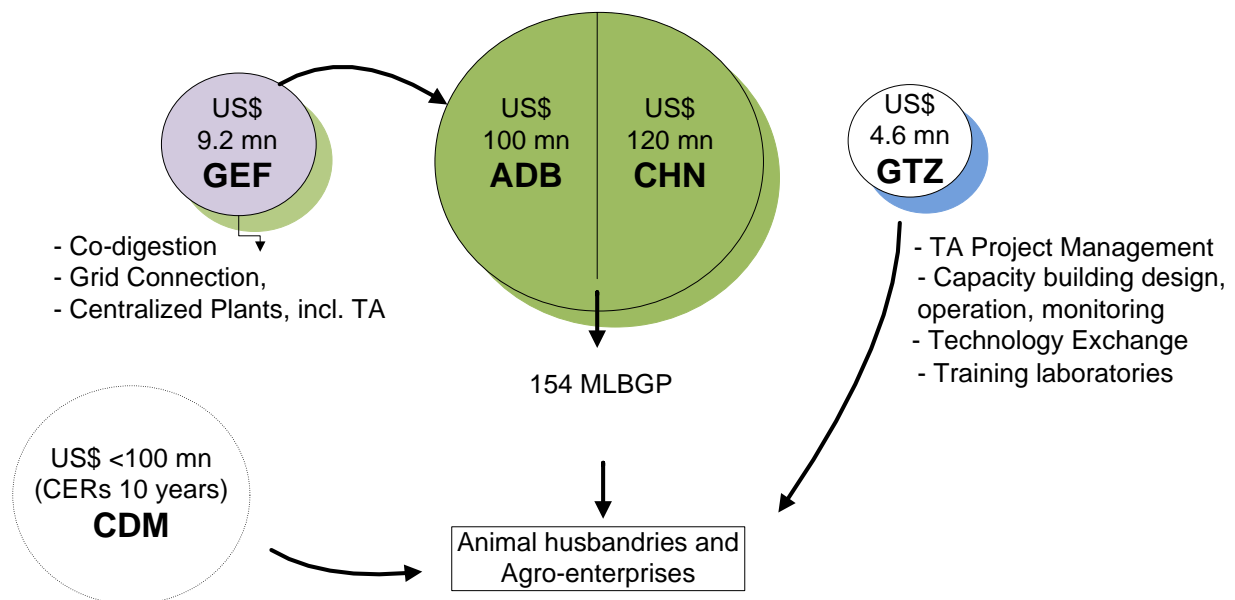 US$
9.2 mn
GEF
- Co-digestion
- Grid Connection,
- Centralized Plants, incl. TA
US$
100 mn
ADB
US$
120 mn
CHN
US$
4.6 mn
GTZ
- TA Project Management
- Capacity building design,
operation, monitoring
- Technology Exchange
- Training laboratories
154 MLBGP
US$ <100 mn
(CERs 10 years)
CDM
Animal husbandries and
Agro-enterprises